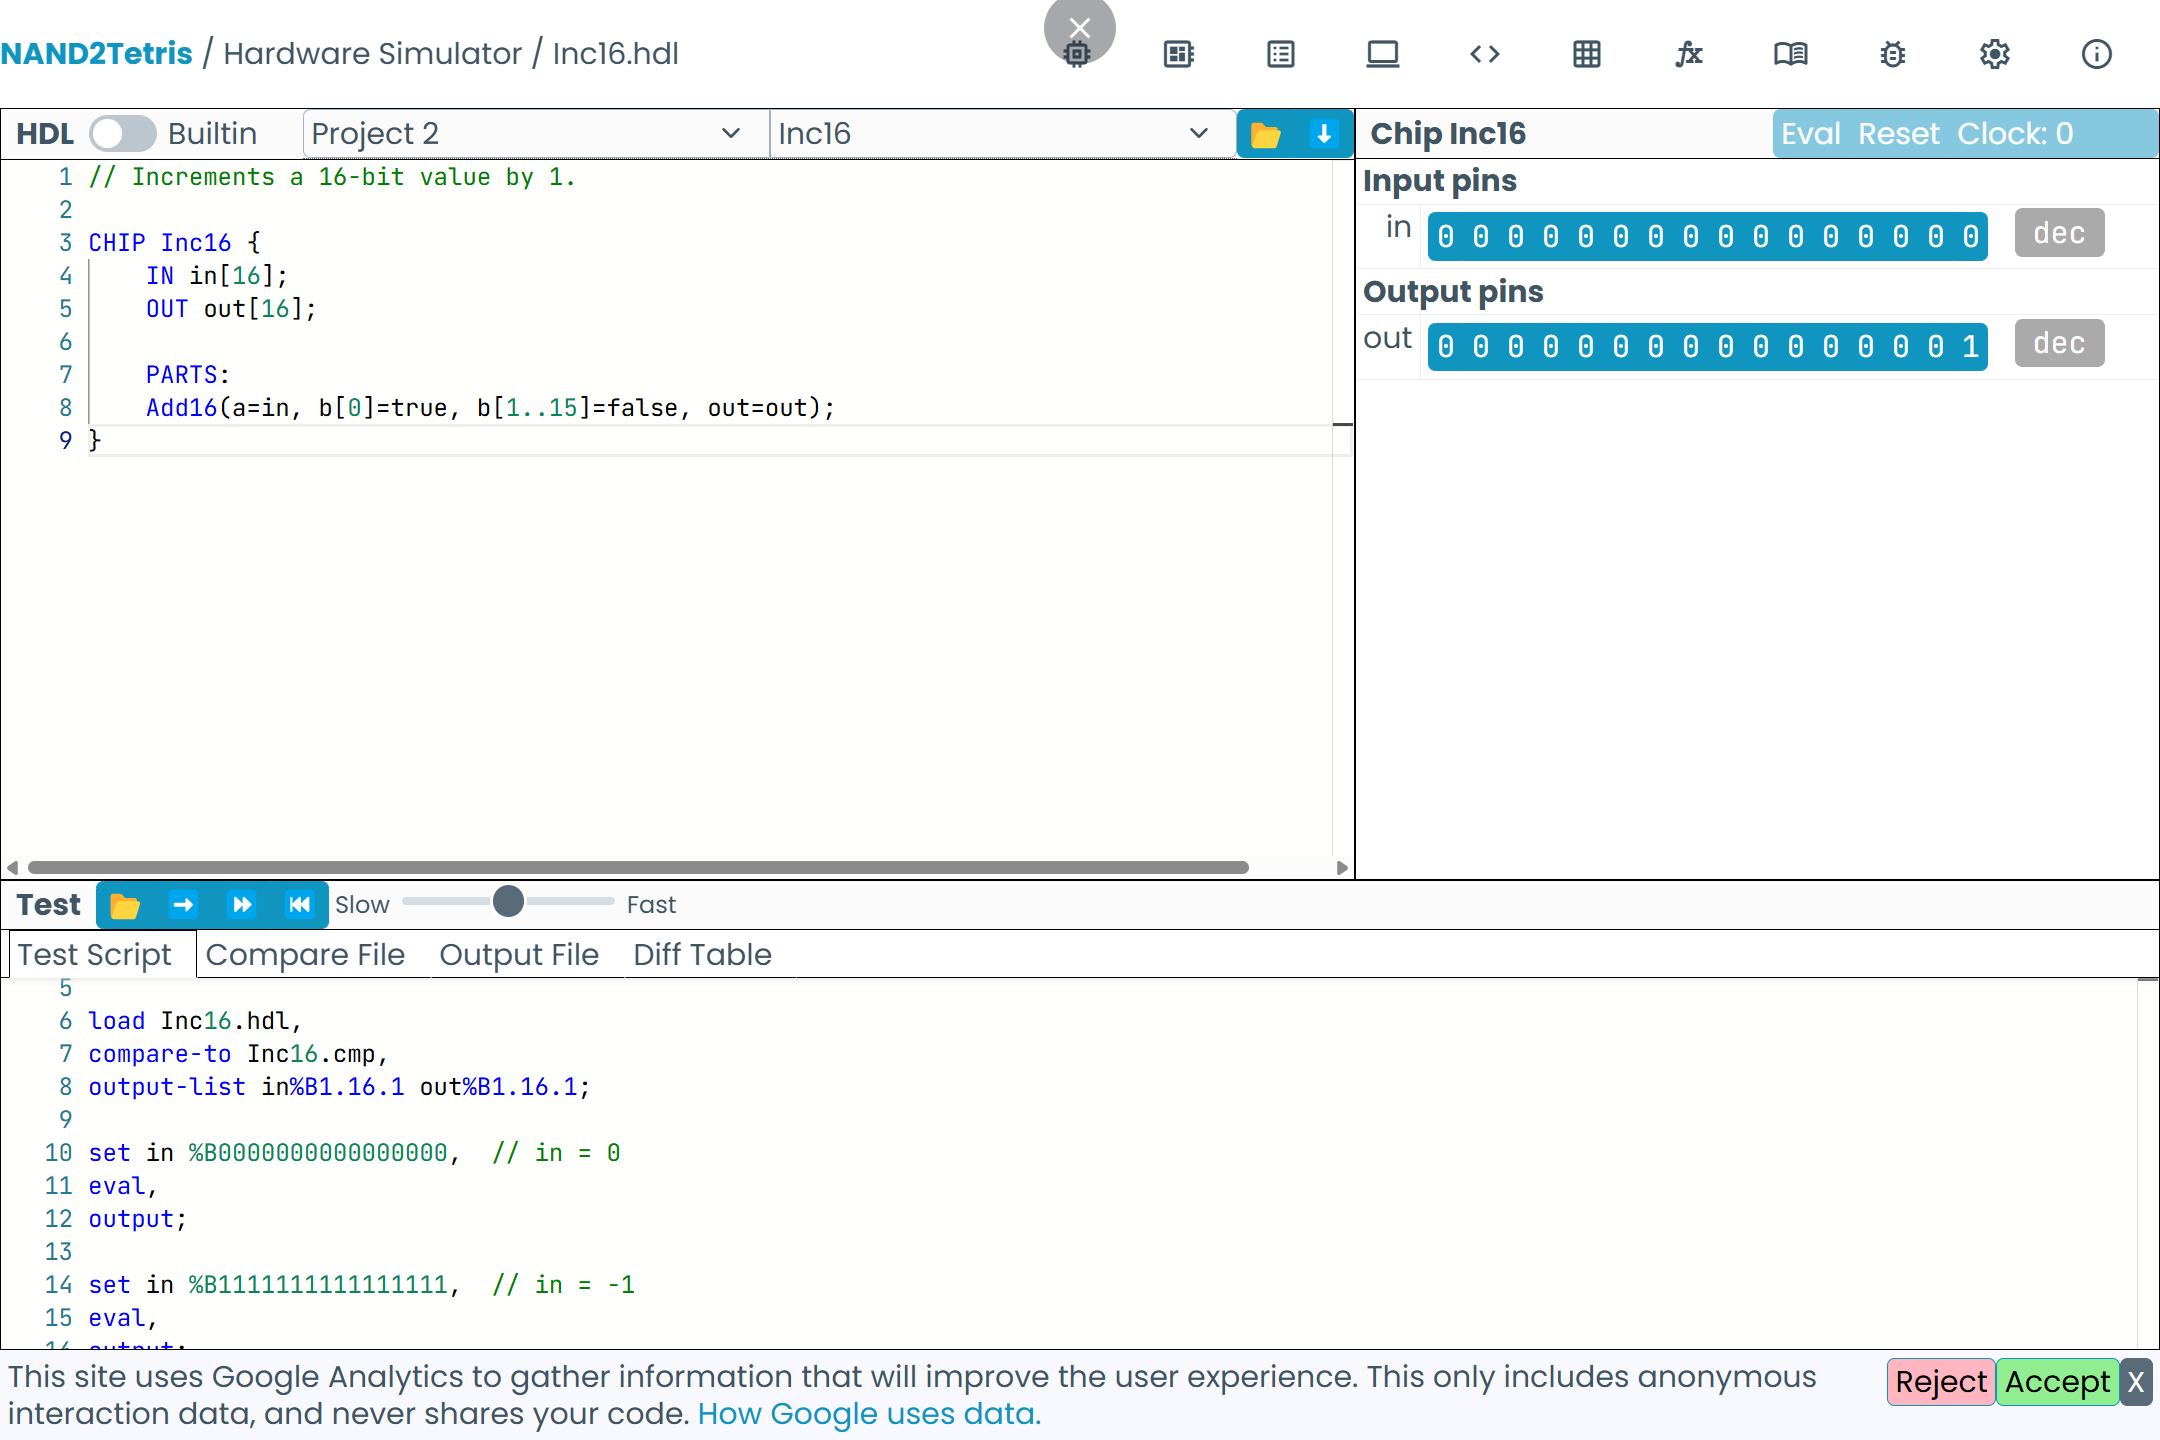 NAND2Tetris / Hardware Simulator / Inc16.hdl
HDL Builtin Project 2 Inc16
1 // Increments a 16-bit value by 1.
2
3 CHIP Inc16 {
4 IN in[16];
5 OUT out[16];
6
7 PARTS:
8 Add16(a=in, b[0]=true, b[1..15]=false, out=out);
9 }
Chip Inc16 Eval Reset Clock: 0
Input pins
in 0 0 0 0 0 0 0 0 0 0 0 0 0 0 0 0 dec
Output pins
out 0 0 0 0 0 0 0 0 0 0 0 0 0 0 0 1 dec
Test Slow Fast
Test Script Compare File Output File Diff Table
5
6 load Inc16.hdl,
7 compare-to Inc16.cmp,
8 output-list in%B1.16.1 out%B1.16.1;
9
10 set in %B0000000000000000, // in = 0
11 eval,
12 output;
13
14 set in %B1111111111111111, // in = -1
15 eval,
16 output;
This site uses Google Analytics to gather information that will improve the user experience. This only includes anonymous
interaction data, and never shares your code. How Google uses data.
Reject Accept X